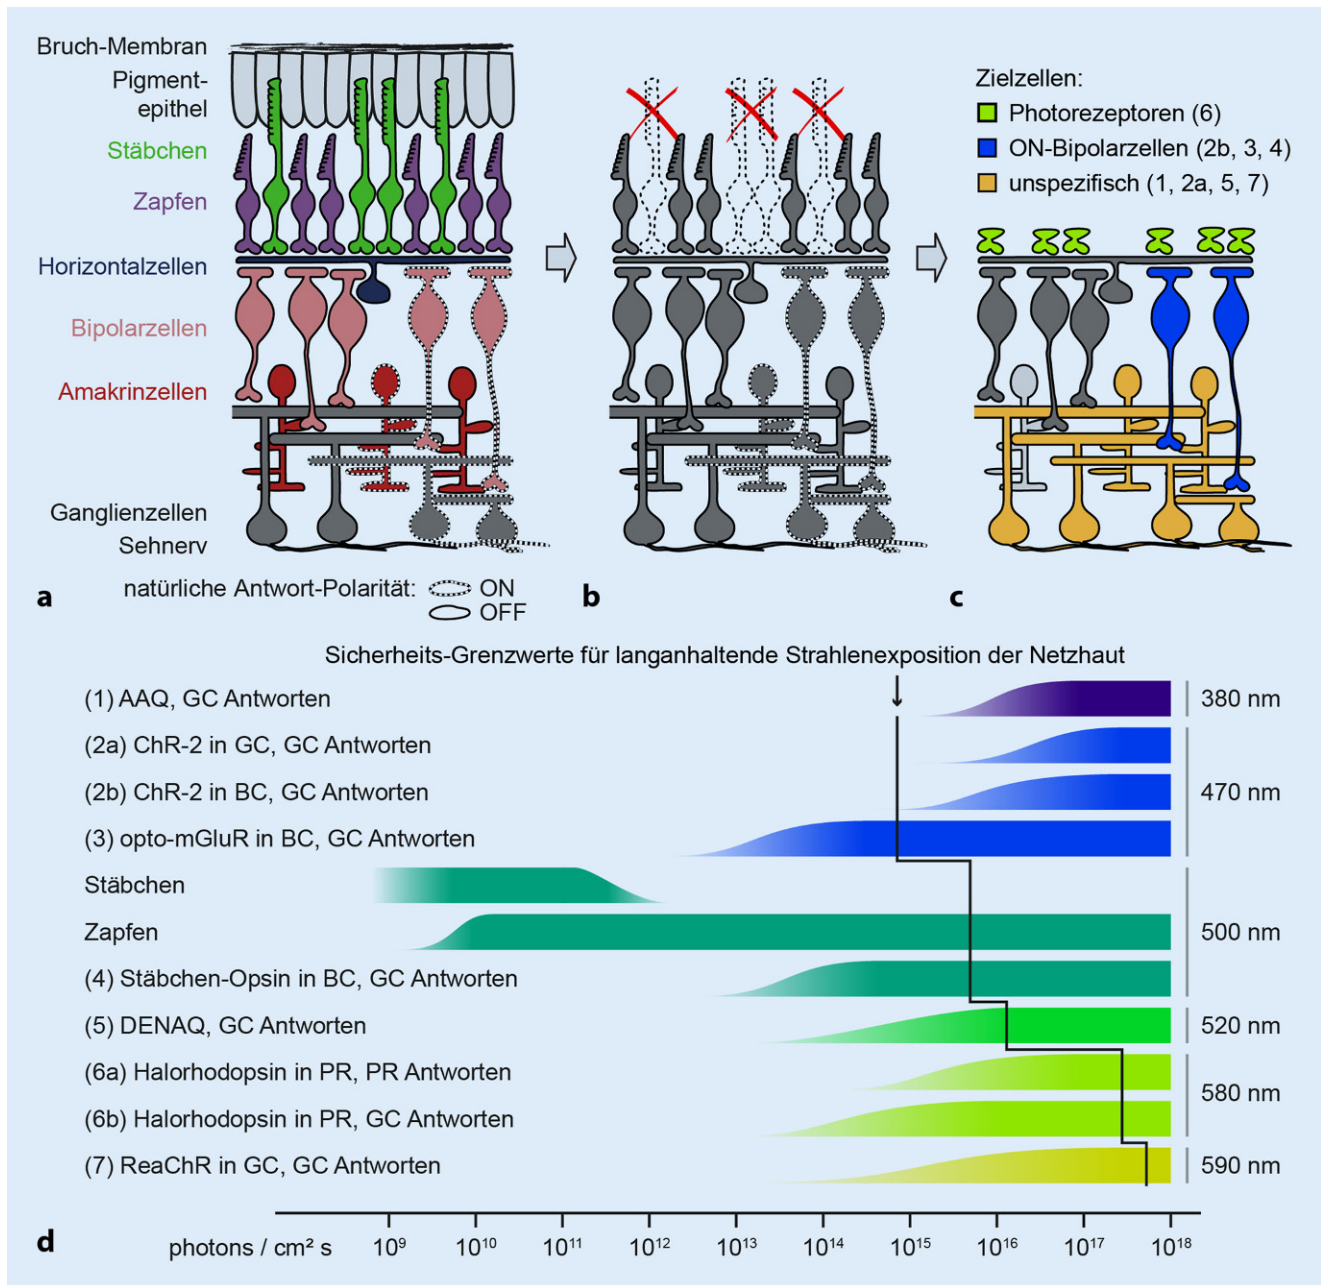 Bruch-Membran
Pigment-
epithel
Stäbchen
Zapfen
Horizontalzellen
Bipolarzellen
Amakrinzellen
Ganglienzellen
Sehnerv
a
natürliche Antwort-Polarität:
ON
OFF
b
Zielzellen:
Photorezeptoren (6)
ON-Bipolarzellen (2b, 3, 4)
unspezifisch (1, 2a, 5, 7)
c
Sicherheits-Grenzwerte für langanhaltende Strahlenexposition der Netzhaut
(1) AAQ, GC Antworten
380 nm
(2a) ChR-2 in GC, GC Antworten
(2b) ChR-2 in BC, GC Antworten
470 nm
(3) opto-mGluR in BC, GC Antworten
Stäbchen
Zapfen
500 nm
(4) Stäbchen-Opsin in BC, GC Antworten
(5) DENAQ, GC Antworten
520 nm
(6a) Halorhodopsin in PR, PR Antworten
580 nm
(6b) Halorhodopsin in PR, GC Antworten
(7) ReaChR in GC, GC Antworten
590 nm
d
photons / cm² s 10⁹ 10¹⁰ 10¹¹ 10¹² 10¹³ 10¹⁴ 10¹⁵ 10¹⁶ 10¹⁷ 10¹⁸